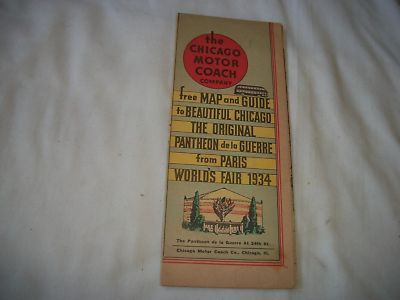 the
CHICAGO
MOTOR
COACH
COMPANY
free MAP and GUIDE
to BEAUTIFUL CHICAGO
THE ORIGINAL
PANTHEON de la GUERRE
from PARIS
WORLD'S FAIR 1934
The Pantheon de la Guerre At 24th St.
Chicago Motor Coach Co., Chicago, Ill.